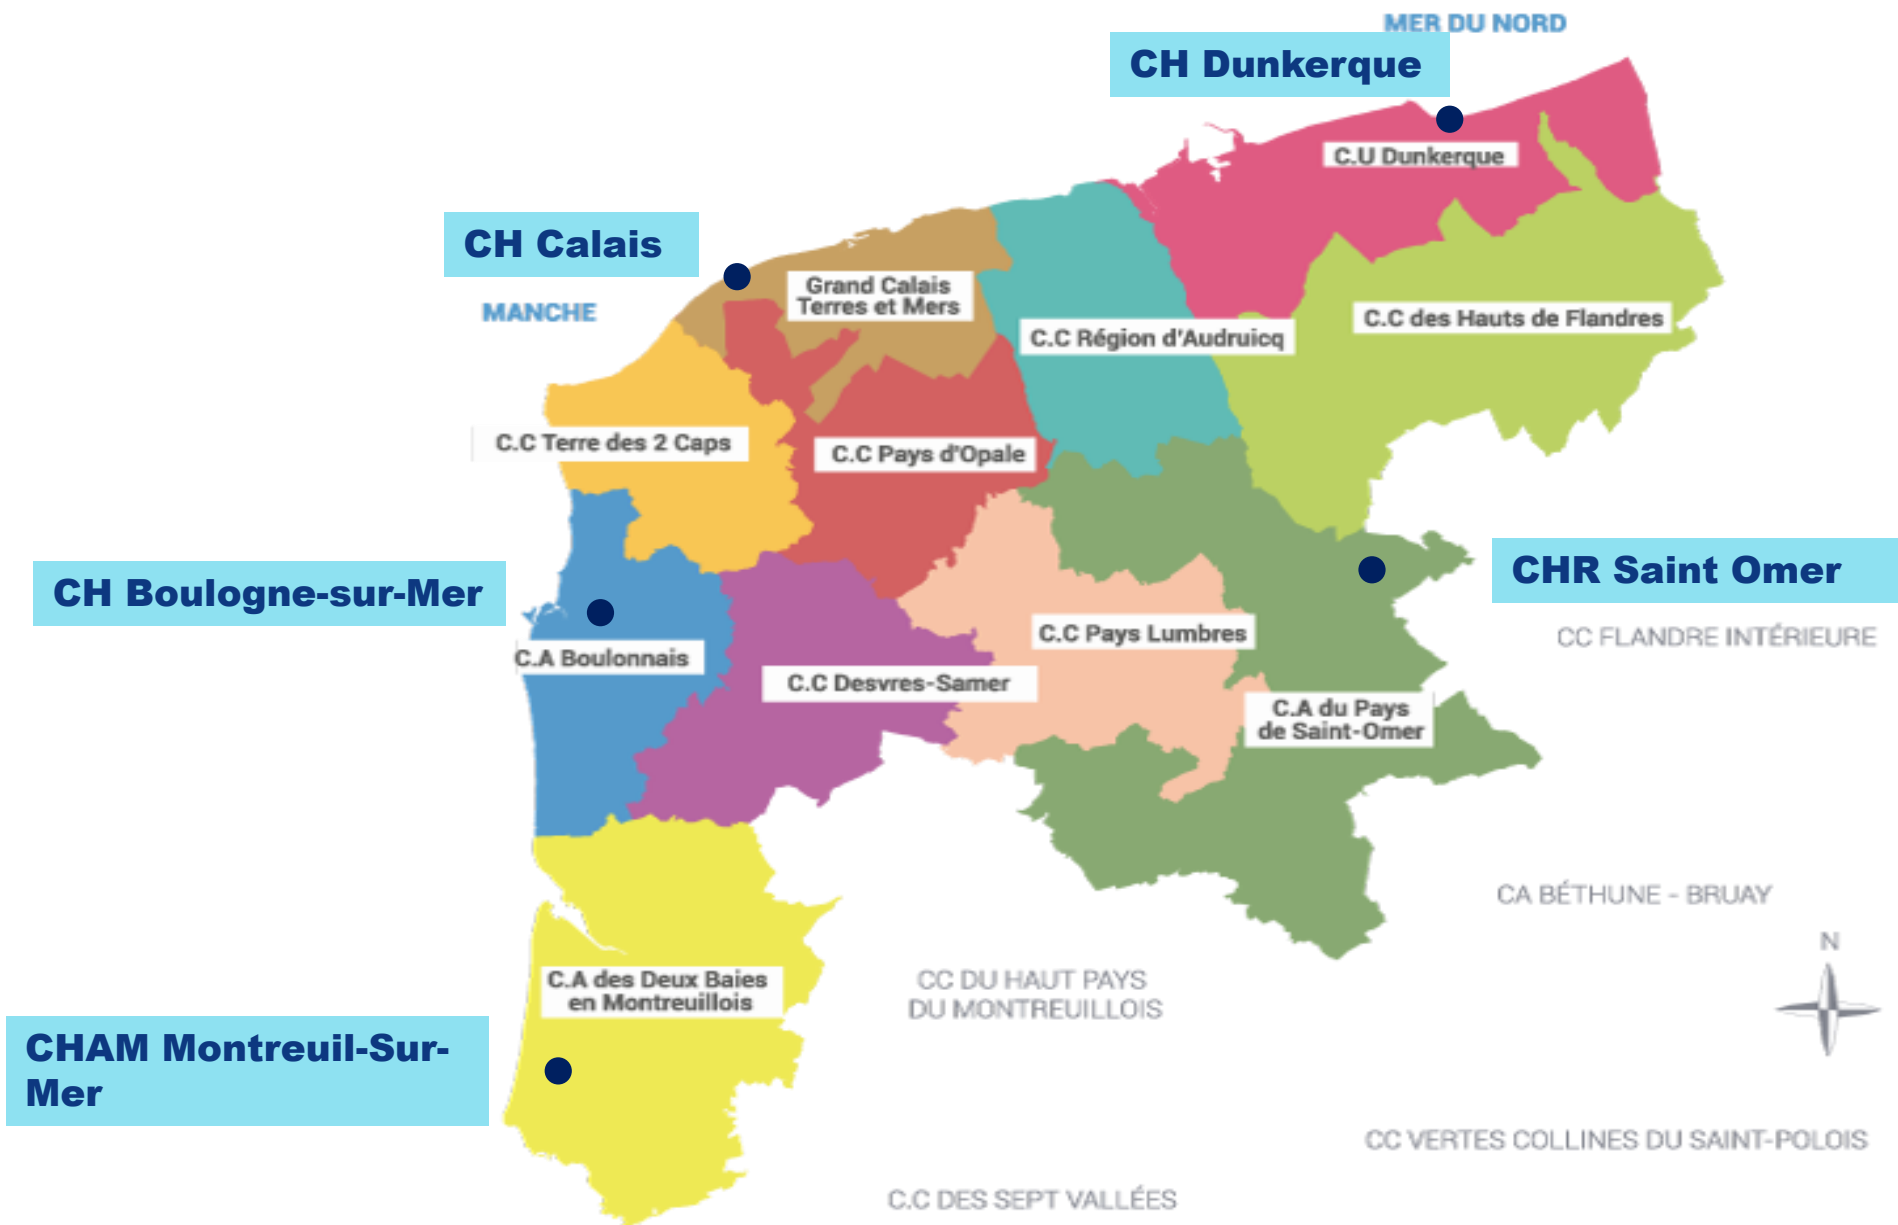 MER DU NORD
CH Dunkerque
C.U Dunkerque
CH Calais
Grand Calais
Terres et Mers
MANCHE
C.C Région d'Audruicq
C.C des Hauts de Flandres
C.C Terre des 2 Caps
C.C Pays d'Opale
CH Boulogne-sur-Mer
CHR Saint Omer
C.C Pays Lumbres
CC FLANDRE INTÉRIEURE
C.A Boulonnais
C.C Desvres-Samer
C.A du Pays
de Saint-Omer
CA BÉTHUNE - BRUAY
N
C.A des Deux Baies
en Montreuillois
CC DU HAUT PAYS
DU MONTREUILLOIS
CHAM Montreuil-Sur-
Mer
CC VERTES COLLINES DU SAINT-POLOIS
C.C DES SEPT VALLÉES